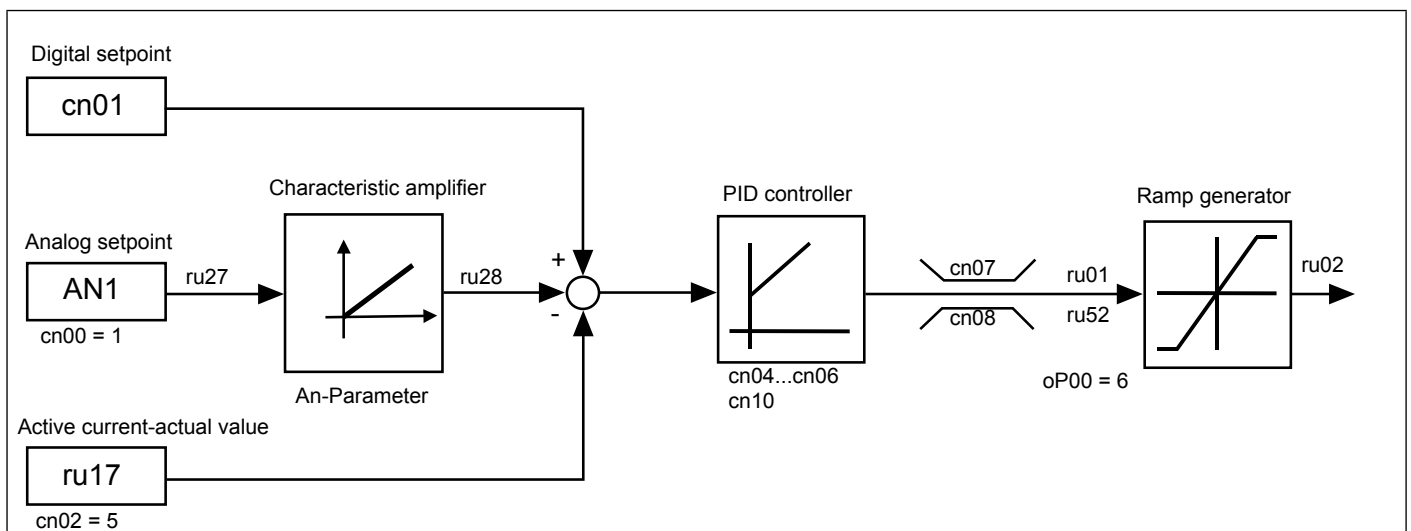 Digital setpoint
cn01
Characteristic amplifier
PID controller
Ramp generator
Analog setpoint
AN1
cn00 = 1
ru27
ru28
+
-
An-Parameter
cn04...cn06
cn10
cn07
cn08
ru01
ru52
oP00 = 6
ru02
Active current-actual value
ru17
cn02 = 5